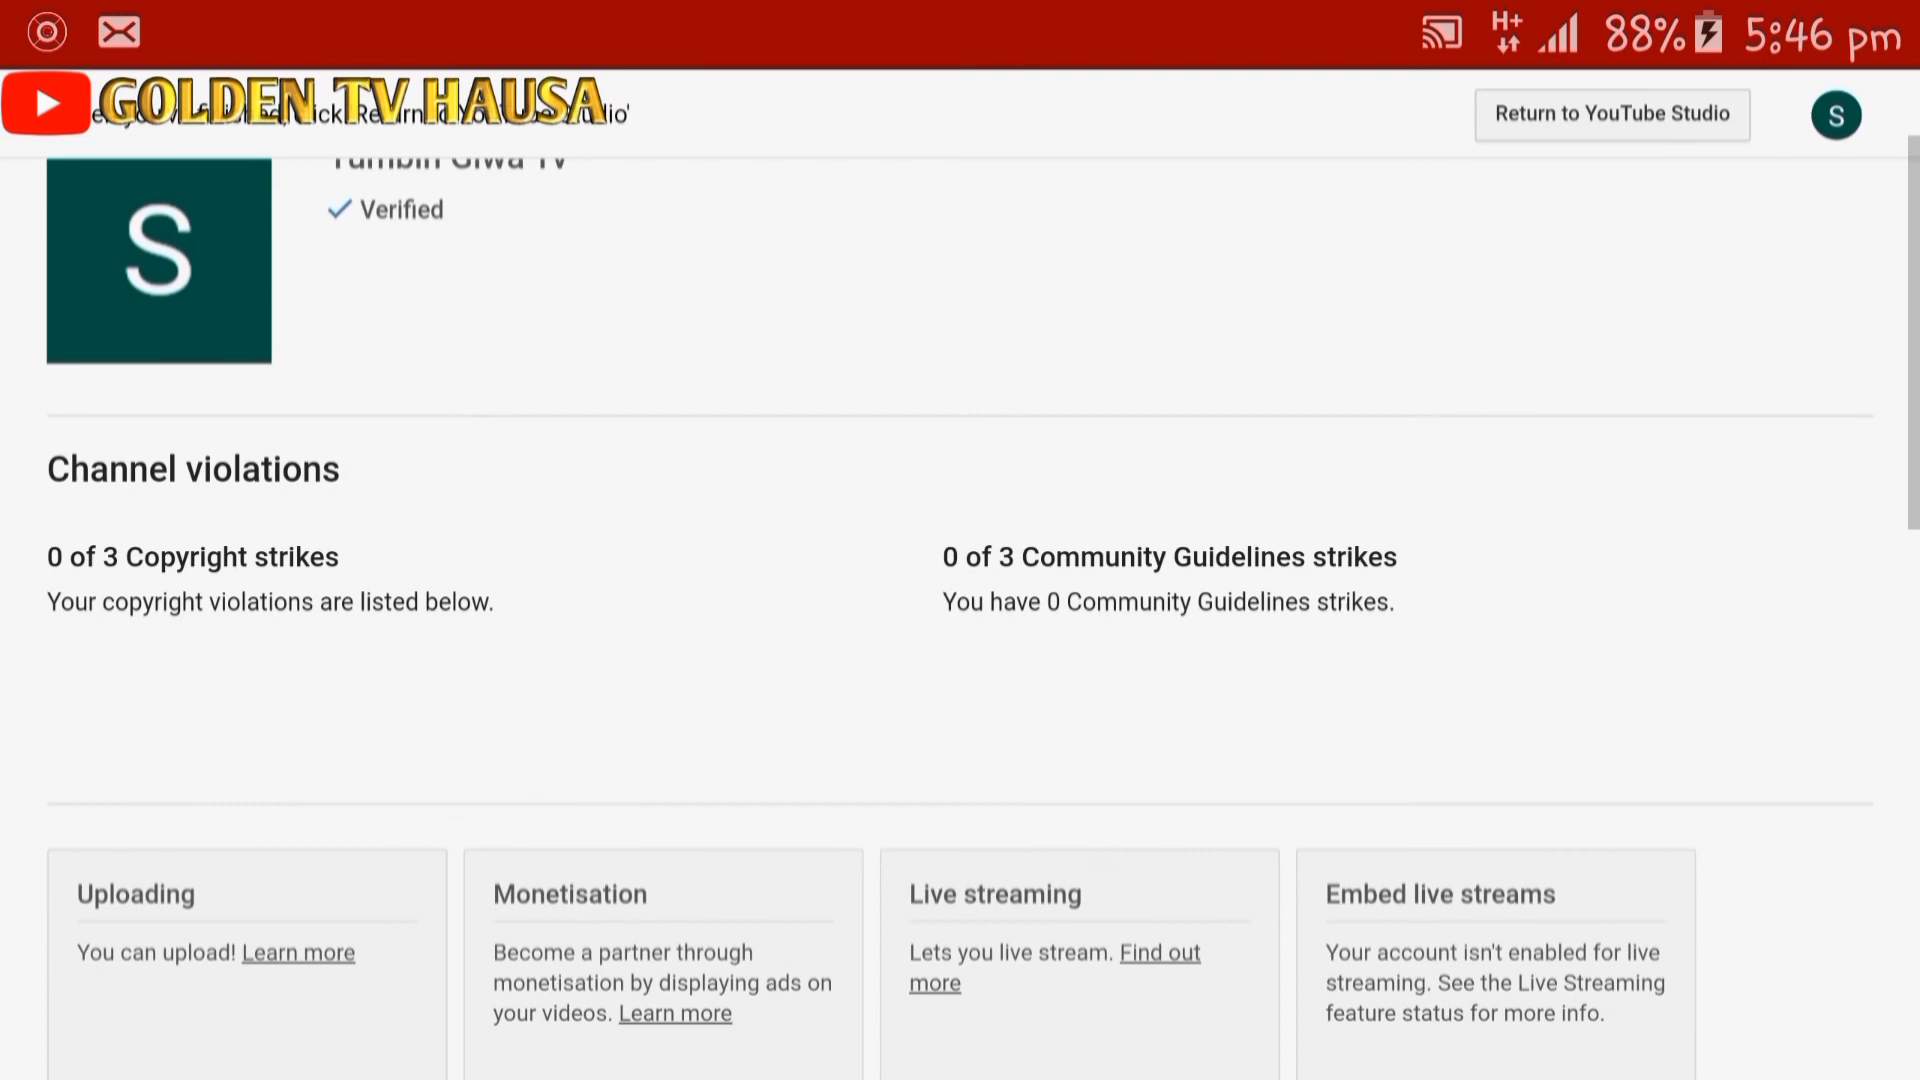 H+ 88% 5:46 pm
GOLDEN TV HAUSA
Return to YouTube Studio
S
S
Verified
Channel violations
0 of 3 Copyright strikes
Your copyright violations are listed below.
0 of 3 Community Guidelines strikes
You have 0 Community Guidelines strikes.
Uploading
You can upload! Learn more
Monetisation
Become a partner through
monetisation by displaying ads on
your videos. Learn more
Live streaming
Lets you live stream. Find out
more
Embed live streams
Your account isn't enabled for live
streaming. See the Live Streaming
feature status for more info.